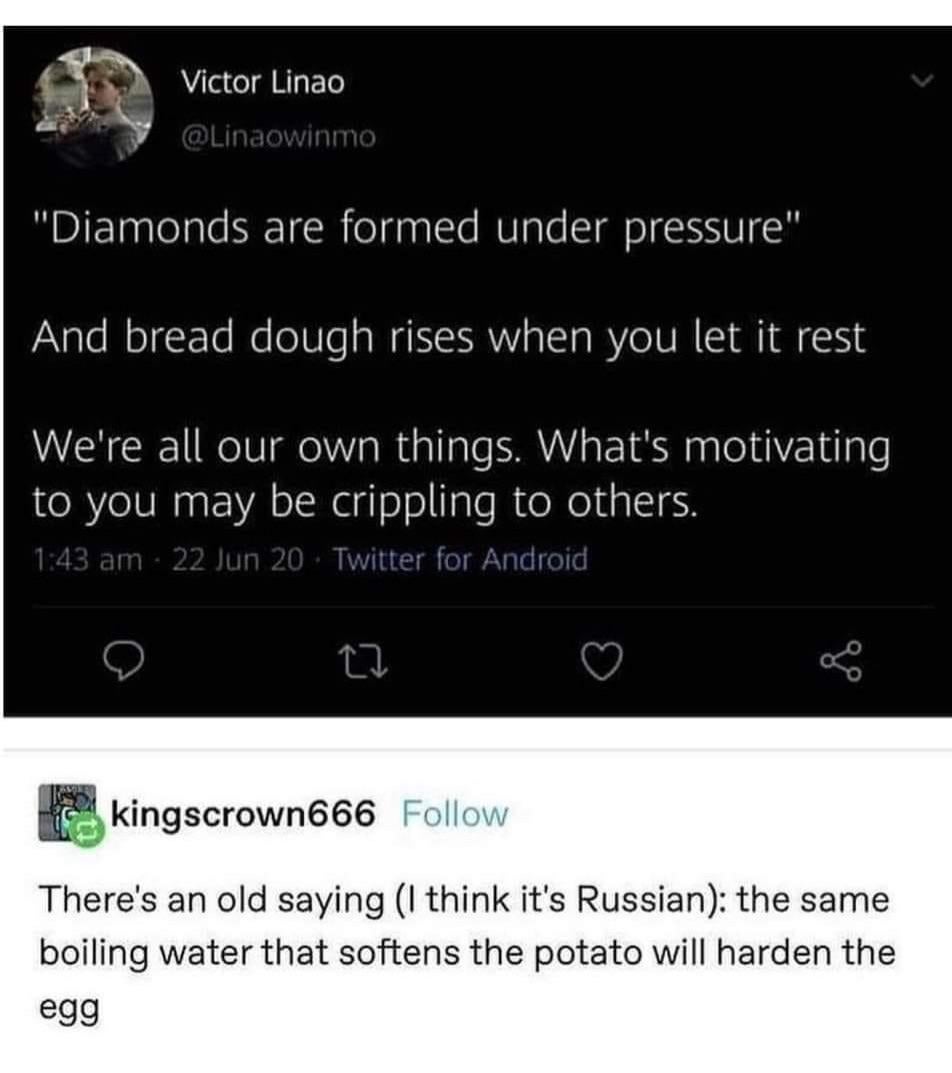 Victor Linao
@Linaowinmo
"Diamonds are formed under pressure"
And bread dough rises when you let it rest
We're all our own things. What's motivating
to you may be crippling to others.
1:43 am · 22 Jun 20 · Twitter for Android
kingscrown666 Follow
There's an old saying (I think it's Russian): the same
boiling water that softens the potato will harden the
egg